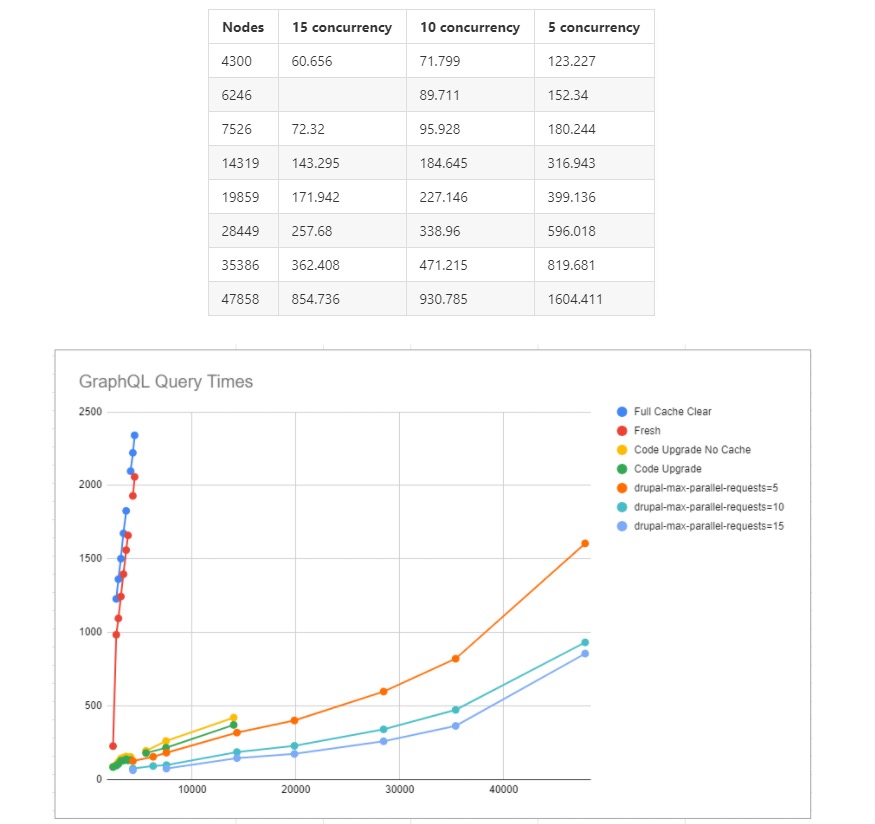 Nodes 15 concurrency 10 concurrency 5 concurrency
4300 60.656 71.799 123.227
6246 89.711 152.34
7526 72.32 95.928 180.244
14319 143.295 184.645 316.943
19859 171.942 227.146 399.136
28449 257.68 338.96 596.018
35386 362.408 471.215 819.681
47858 854.736 930.785 1604.411
GraphQL Query Times
2500
2000
1500
1000
500
0
10000 20000 30000 40000
Full Cache Clear
Fresh
Code Upgrade No Cache
Code Upgrade
drupal-max-parallel-requests=5
drupal-max-parallel-requests=10
drupal-max-parallel-requests=15